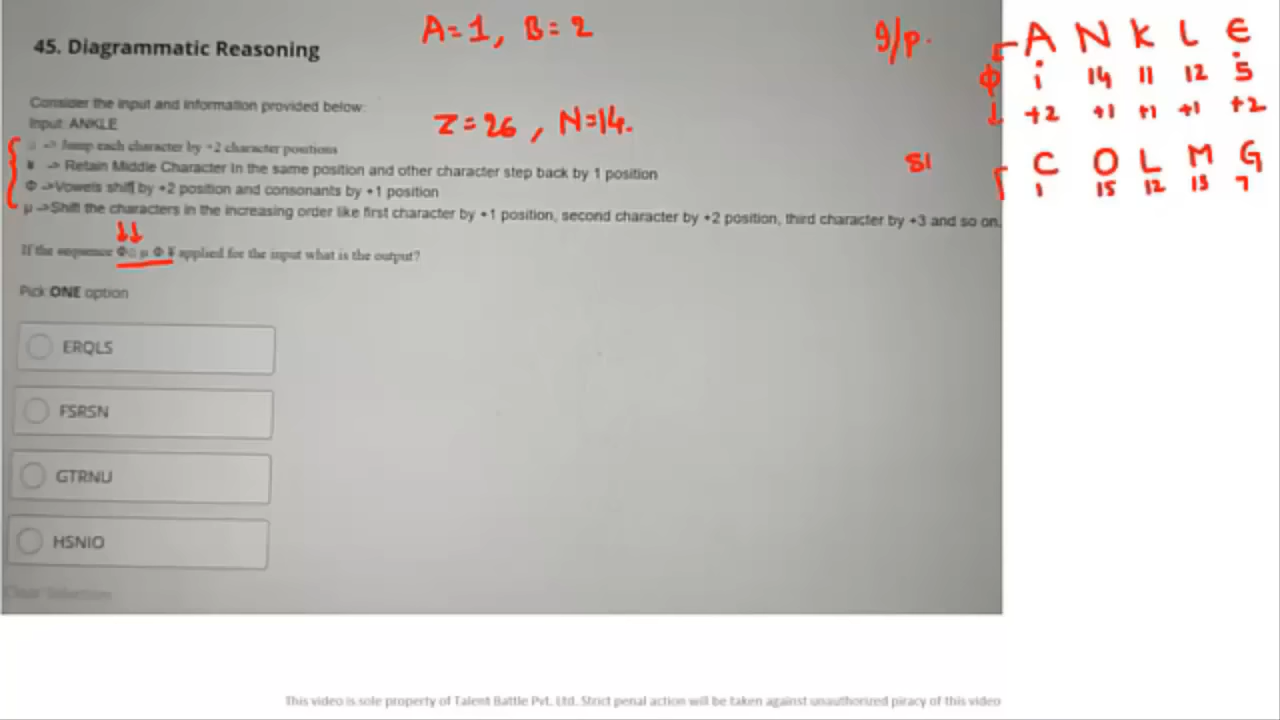 A=1, B=2
45. Diagrammatic Reasoning
Consider the input and information provided below:
Input: ANKLE
Z=26, N=14.
-> Jump each character by +2 character positions
¥ -> Retain Middle Character In the same position and other character step back by 1 position
Φ ->Vowels shift by +2 position and consonants by +1 position
µ ->Shift the characters in the increasing order like first character by +1 position, second character by +2 position, third character by +3 and so on.
If the sequence Φ□ µ Φ ¥ applied for the input what is the output?
Pick ONE option
ERQLS
FSRSN
GTRNU
HSNIO
Clear Selection
A N K L E
Φ 1 14 11 12 5
+2 +1 +1 +1 +2
S1 C O L M G
1 15 12 13 7
This video is sole property of Talent Battle Pvt. Ltd. Strict penal action will be taken against unauthorized piracy of this video